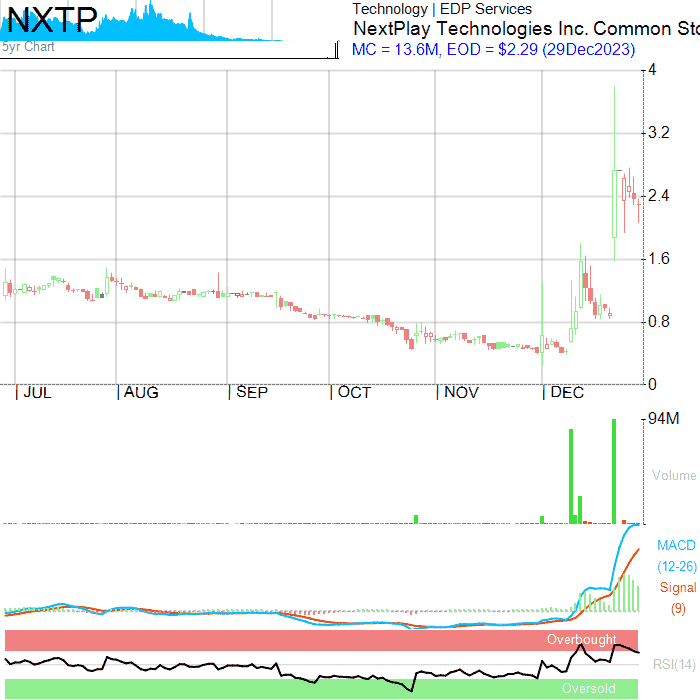 NXTP
5yr Chart
Technology | EDP Services
NextPlay Technologies Inc. Common Sto
MC = 13.6M, EOD = $2.29 (29Dec2023)
4
3.2
2.4
1.6
0.8
0
JUL
AUG
SEP
OCT
NOV
DEC
94M
Volume
MACD
(12-26)
Signal
(9)
Overbought
RSI(14)
Oversold